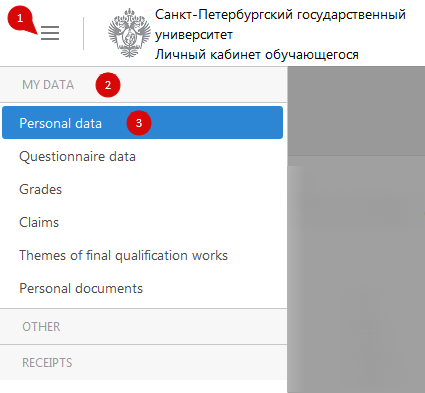 1
Санкт-Петербургский государственный
университет
Личный кабинет обучающегося
MY DATA 2
Personal data 3
Questionnaire data
Grades
Claims
Themes of final qualification works
Personal documents
OTHER
RECEIPTS